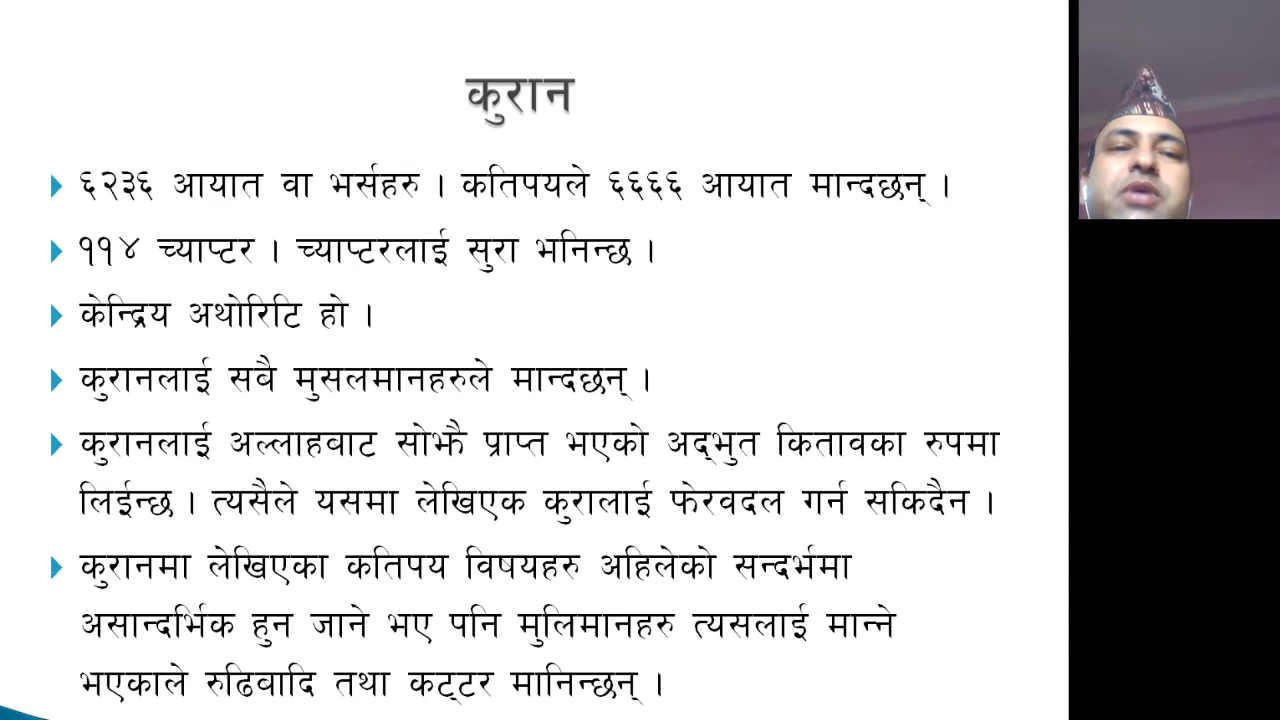 कुरान
६२३६ आयात वा भर्सहरु । कतिपयले ६६६६ आयात मान्दछन् ।
११४ च्याप्टर । च्याप्टरलाई सुरा भनिन्छ ।
केन्द्रिय अथोरिटि हो ।
कुरानलाई सबै मुसलमानहरुले मान्दछन् ।
कुरानलाई अल्लाहबाट सोझै प्राप्त भएको अद्भुत कितावका रुपमा
लिईन्छ । त्यसैले यसमा लेखिएक कुरालाई फेरवदल गर्न सकिदैन ।
कुरानमा लेखिएका कतिपय विषयहरु अहिलेको सन्दर्भमा
असान्दर्भिक हुन जाने भए पनि मुलिमानहरु त्यसलाई मान्ने
भएकाले रुढिबादि तथा कट्टर मानिन्छन् ।